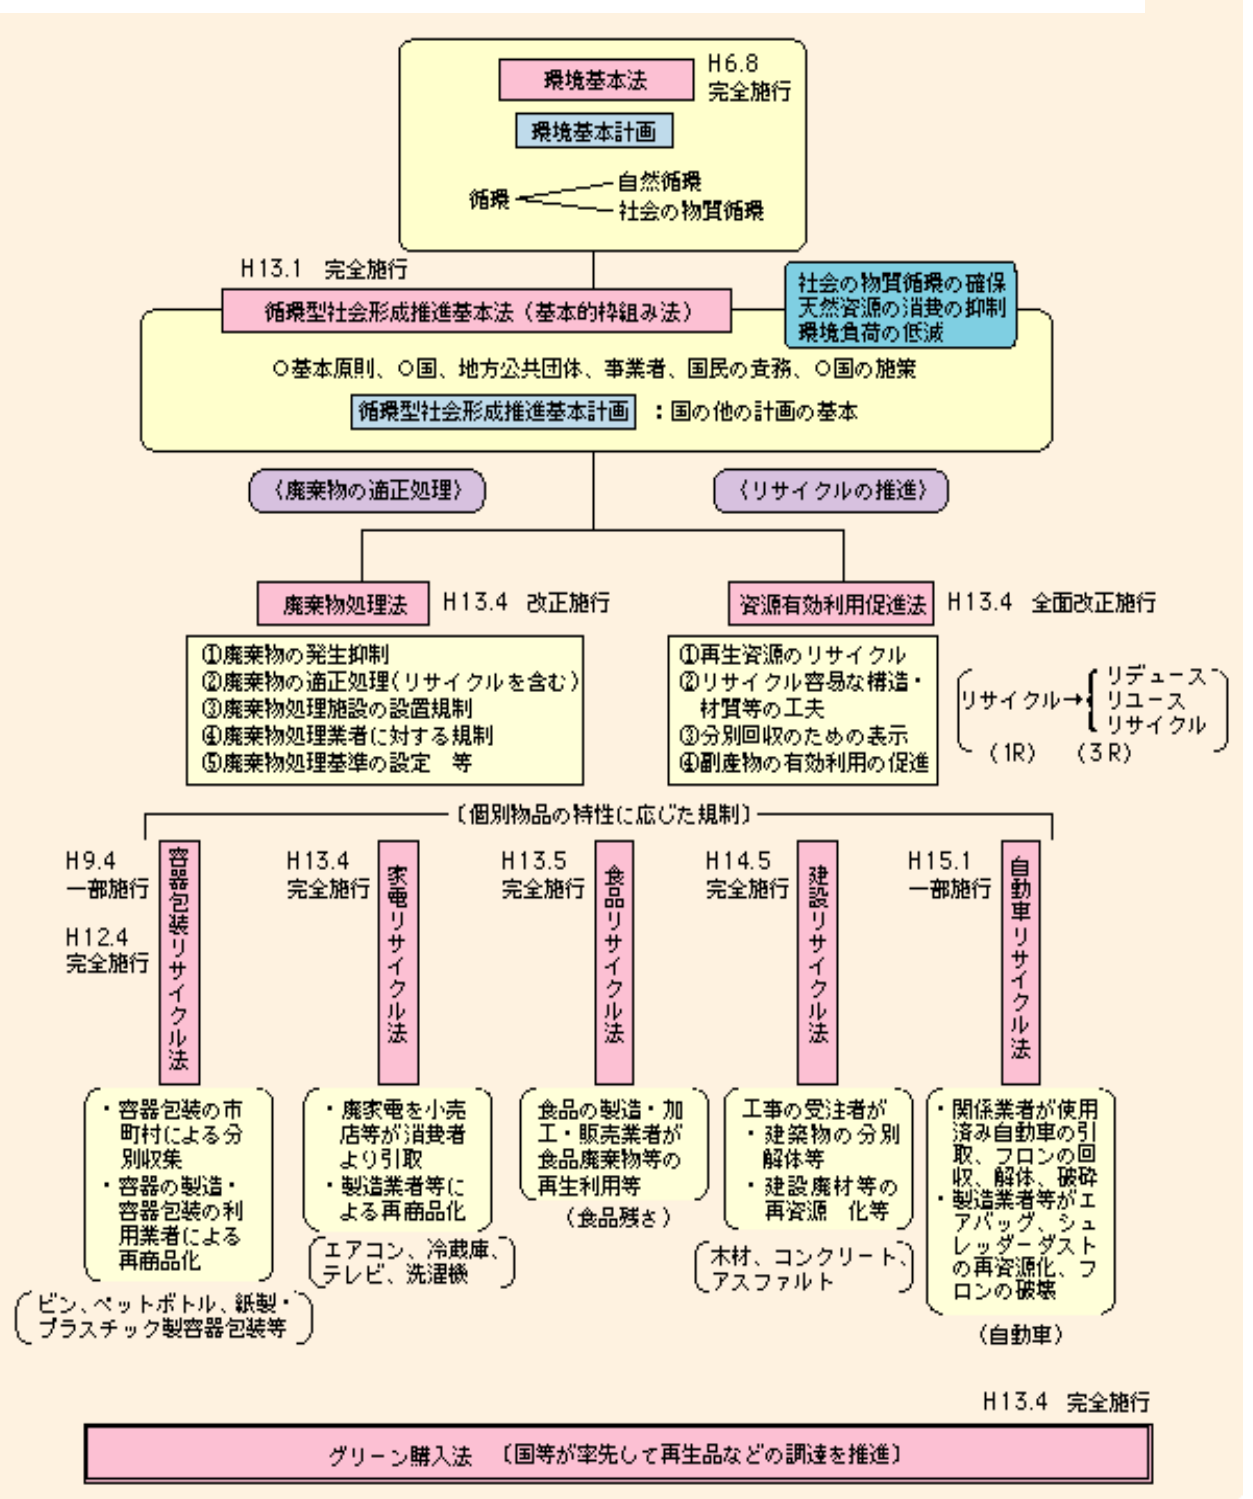 環境基本法
H6.8
完全施行
環境基本計画
循環
自然循環
社会の物質循環
H13.1 完全施行
循環型社会形成推進基本法(基本的枠組み法)
社会の物質循環の確保
天然資源の消費の抑制
環境負荷の低減
○基本原則、○国、地方公共団体、事業者、国民の責務、○国の施策
循環型社会形成推進基本計画 :国の他の計画の基本
〈廃棄物の適正処理〉
〈リサイクルの推進〉
廃棄物処理法
H13.4 改正施行
①廃棄物の発生抑制
②廃棄物の適正処理(リサイクルを含む)
③廃棄物処理施設の設置規制
④廃棄物処理業者に対する規制
⑤廃棄物処理基準の設定 等
資源有効利用促進法
H13.4 全面改正施行
①再生資源のリサイクル
②リサイクル容易な構造・
材質等の工夫
③分別回収のための表示
④副産物の有効利用の促進
リサイクル→
リデュース
リユース
リサイクル
(1R) (3R)
〔個別物品の特性に応じた規制〕
H9.4
一部施行
H12.4
完全施行
容器包装リサイクル法
・容器包装の市
町村による分
別収集
・容器の製造・
容器包装の利
用業者による
再商品化
ビン、ペットボトル、紙製・
プラスチック製容器包装等
H13.4
完全施行
家電リサイクル法
・廃家電を小売
店等が消費者
より引取
・製造業者等に
よる再商品化
エアコン、冷蔵庫、
テレビ、洗濯機
H13.5
完全施行
食品リサイクル法
食品の製造・加
工・販売業者が
食品廃棄物等の
再生利用等
(食品残さ)
H14.5
完全施行
建設リサイクル法
工事の受注者が
・建築物の分別
解体等
・建設廃材等の
再資源 化等
木材、コンクリート、
アスファルト
H15.1
一部施行
自動車リサイクル法
・関係業者が使用
済み自動車の引
取、フロンの回
収、解体、破砕
・製造業者等がエ
アバッグ、シュ
レッダーダスト
の再資源化、フ
ロンの破壊
(自動車)
H13.4 完全施行
グリーン購入法 〔国等が率先して再生品などの調達を推進〕